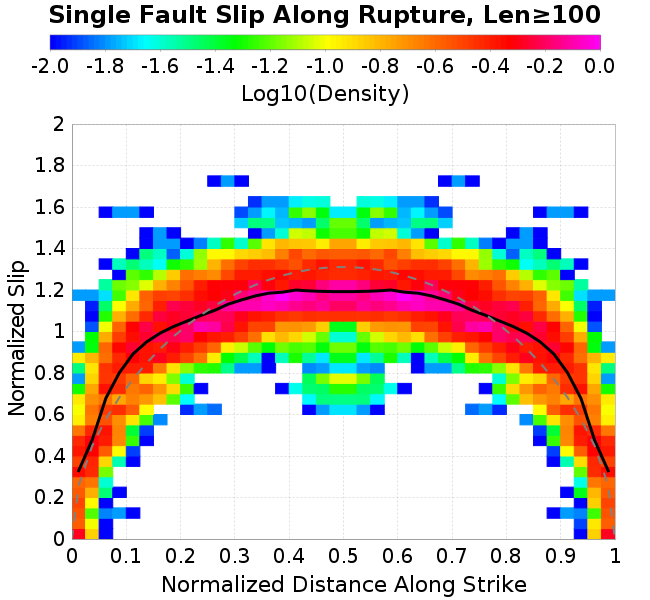 Single Fault Slip Along Rupture, Len≥100
-2.0 -1.8 -1.6 -1.4 -1.2 -1.0 -0.8 -0.6 -0.4 -0.2 0.0
Log10(Density)
Normalized Slip
2
1.8
1.6
1.4
1.2
1
0.8
0.6
0.4
0.2
0
0 0.1 0.2 0.3 0.4 0.5 0.6 0.7 0.8 0.9 1
Normalized Distance Along Strike